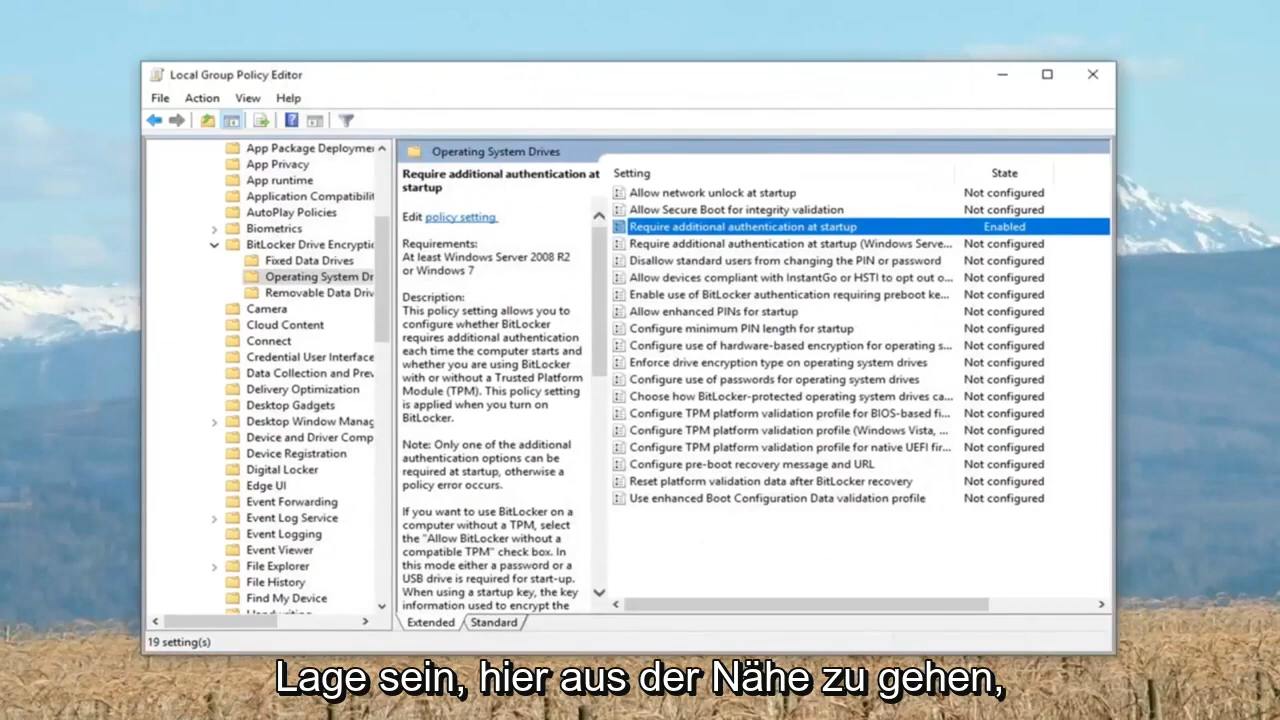 Local Group Policy Editor
File Action View Help
App Package Deployme
App Privacy
App runtime
Application Compatibilit
AutoPlay Policies
Biometrics
BitLocker Drive Encryptic
Fixed Data Drives
Operating System Dr
Removable Data Driv
Camera
Cloud Content
Connect
Credential User Interface
Data Collection and Prev
Delivery Optimization
Desktop Gadgets
Desktop Window Manag
Device and Driver Comp
Device Registration
Digital Locker
Edge UI
Event Forwarding
Event Log Service
Event Logging
Event Viewer
File Explorer
File History
Find My Device
Operating System Drives
Require additional authentication at
startup
Edit policy setting
Requirements:
At least Windows Server 2008 R2
or Windows 7
Description:
This policy setting allows you to
configure whether BitLocker
requires additional authentication
each time the computer starts and
whether you are using BitLocker
with or without a Trusted Platform
Module (TPM). This policy setting
is applied when you turn on
BitLocker.
Note: Only one of the additional
authentication options can be
required at startup, otherwise a
policy error occurs.
If you want to use BitLocker on a
computer without a TPM, select
the "Allow BitLocker without a
compatible TPM" check box. In
this mode either a password or a
USB drive is required for start-up.
When using a startup key, the key
information used to encrypt the
Setting State
Allow network unlock at startup Not configured
Allow Secure Boot for integrity validation Not configured
Require additional authentication at startup Enabled
Require additional authentication at startup (Windows Serve... Not configured
Disallow standard users from changing the PIN or password Not configured
Allow devices compliant with InstantGo or HSTI to opt out o... Not configured
Enable use of BitLocker authentication requiring preboot ke... Not configured
Allow enhanced PINs for startup Not configured
Configure minimum PIN length for startup Not configured
Configure use of hardware-based encryption for operating s... Not configured
Enforce drive encryption type on operating system drives Not configured
Configure use of passwords for operating system drives Not configured
Choose how BitLocker-protected operating system drives ca... Not configured
Configure TPM platform validation profile for BIOS-based fi... Not configured
Configure TPM platform validation profile (Windows Vista, ... Not configured
Configure TPM platform validation profile for native UEFI fir... Not configured
Configure pre-boot recovery message and URL Not configured
Reset platform validation data after BitLocker recovery Not configured
Use enhanced Boot Configuration Data validation profile Not configured
Extended Standard
19 setting(s)
Lage sein, hier aus der Nähe zu gehen,